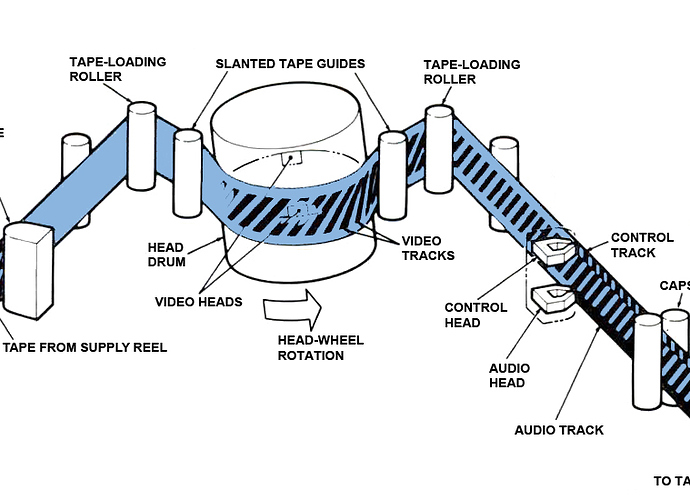 TAPE-LOADING
ROLLER
SLANTED TAPE GUIDES
TAPE-LOADING
ROLLER
E
HEAD
DRUM
VIDEO
TRACKS
CONTROL
TRACK
VIDEO HEADS
CONTROL
HEAD
CAPS
TAPE FROM SUPPLY REEL
HEAD-WHEEL
ROTATION
AUDIO
HEAD
AUDIO TRACK
TO TA